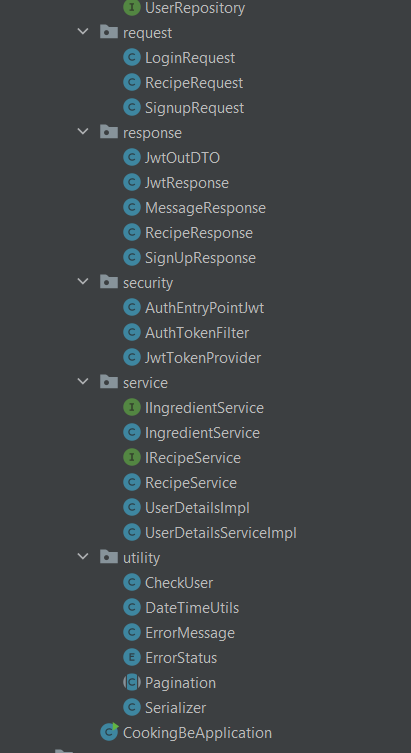 UserRepository
request
LoginRequest
RecipeRequest
SignupRequest
response
JwtOutDTO
JwtResponse
MessageResponse
RecipeResponse
SignUpResponse
security
AuthEntryPointJwt
AuthTokenFilter
JwtTokenProvider
service
IIngredientService
IngredientService
IRecipeService
RecipeService
UserDetailsImpl
UserDetailsServiceImpl
utility
CheckUser
DateTimeUtils
ErrorMessage
ErrorStatus
Pagination
Serializer
CookingBeApplication